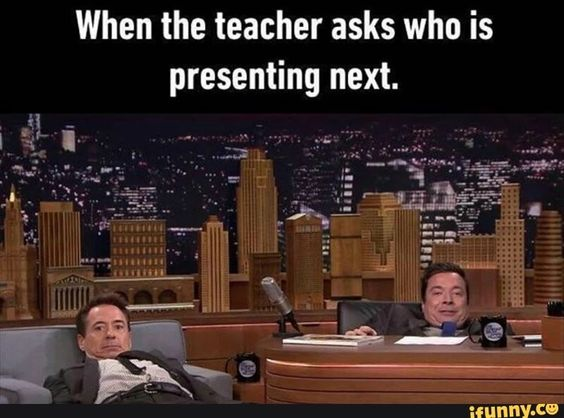 When the teacher asks who is
presenting next.
ifunny.co